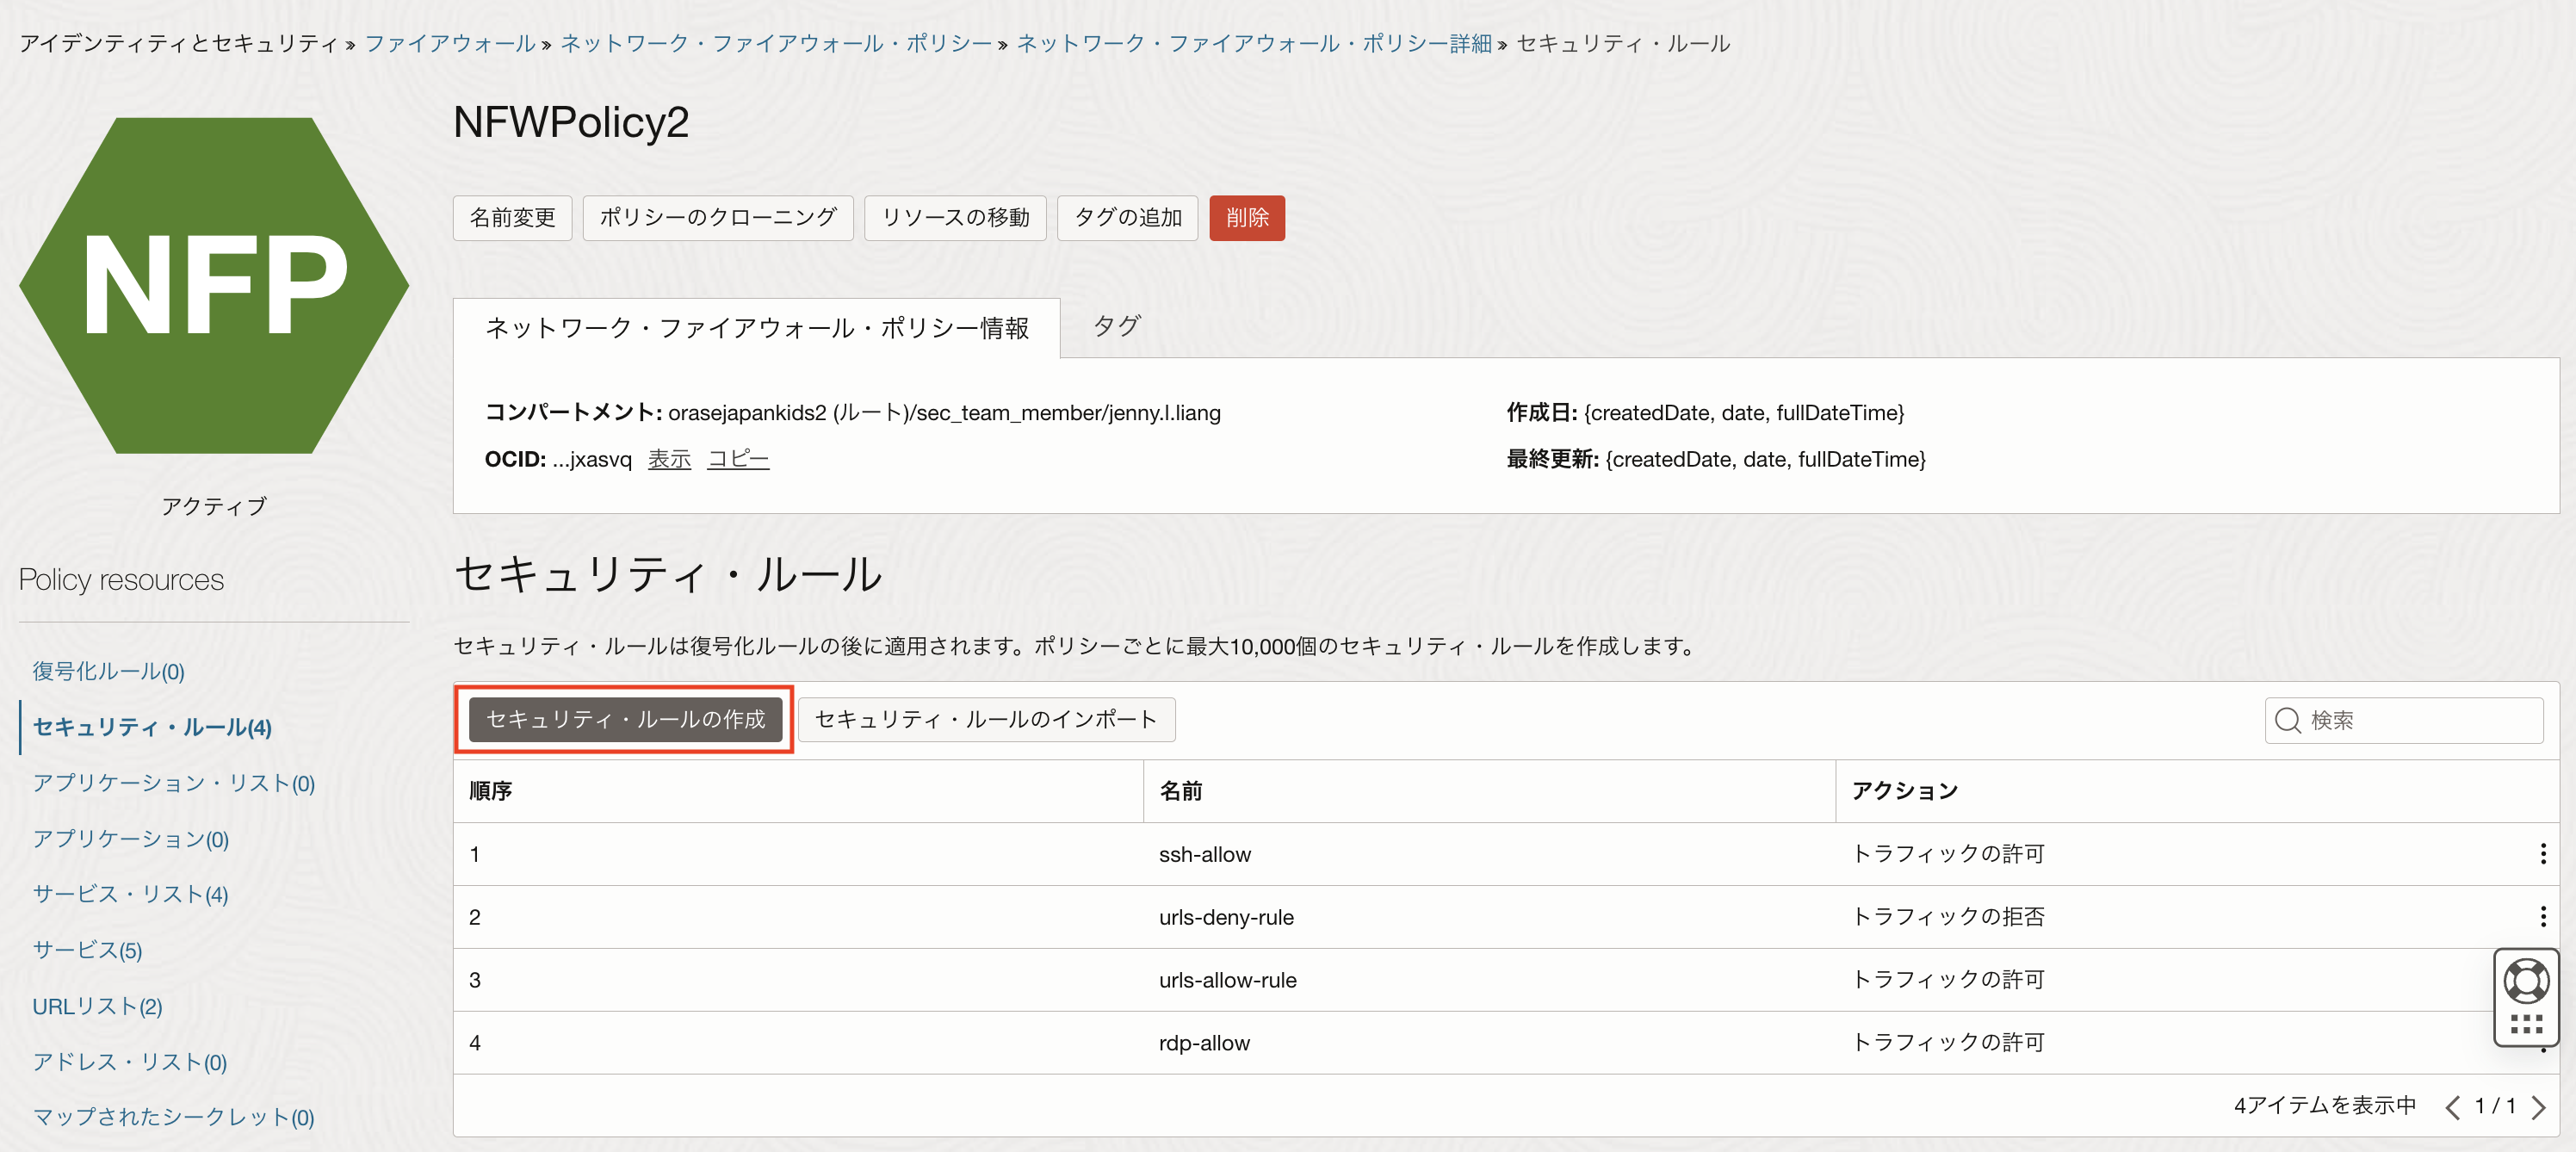 アイデンティティとセキュリティ » ファイアウォール » ネットワーク・ファイアウォール・ポリシー » ネットワーク・ファイアウォール・ポリシー詳細 » セキュリティ・ルール
NFP
アクティブ
NFWPolicy2
名前変更 ポリシーのクローニング リソースの移動 タグの追加 削除
ネットワーク・ファイアウォール・ポリシー情報 タグ
コンパートメント: orasejapankids2 (ルート)/sec_team_member/jenny.l.liang
OCID: ...jxasvq 表示 コピー
作成日: {createdDate, date, fullDateTime}
最終更新: {createdDate, date, fullDateTime}
Policy resources
復号化ルール(0)
セキュリティ・ルール(4)
アプリケーション・リスト(0)
アプリケーション(0)
サービス・リスト(4)
サービス(5)
URLリスト(2)
アドレス・リスト(0)
マップされたシークレット(0)
セキュリティ・ルール
セキュリティ・ルールは復号化ルールの後に適用されます。ポリシーごとに最大10,000個のセキュリティ・ルールを作成します。
セキュリティ・ルールの作成 セキュリティ・ルールのインポート 検索
順序 名前 アクション
1 ssh-allow トラフィックの許可
2 urls-deny-rule トラフィックの拒否
3 urls-allow-rule トラフィックの許可
4 rdp-allow トラフィックの許可
4アイテムを表示中 1 / 1